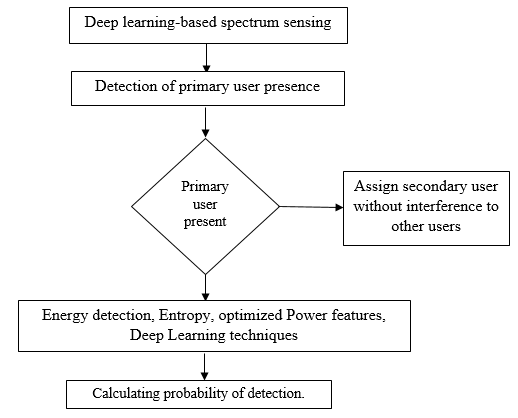 Deep learning-based spectrum sensing
Detection of primary user presence
Primary
user
present
Assign secondary user
without interference to
other users
Energy detection, Entropy, optimized Power features,
Deep Learning techniques
Calculating probability of detection.